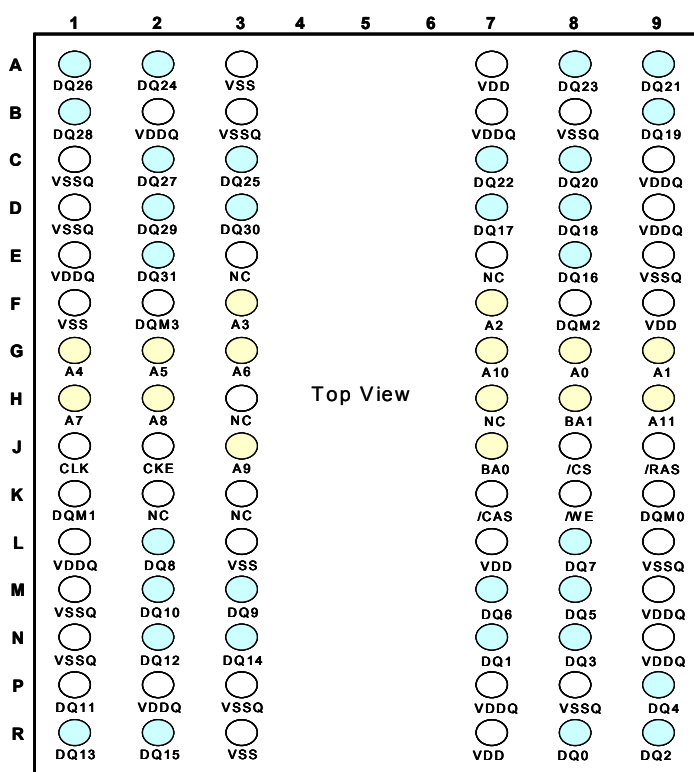 1 2 3 4 5 6 7 8 9
A
DQ26 DQ24 VSS VDD DQ23 DQ21
B
DQ28 VDDQ VSSQ VDDQ VSSQ DQ19
C
VSSQ DQ27 DQ25 DQ22 DQ20 VDDQ
D
VSSQ DQ29 DQ30 DQ17 DQ18 VDDQ
E
VDDQ DQ31 NC NC DQ16 VSSQ
F
VSS DQM3 A3 A2 DQM2 VDD
G
A4 A5 A6 A10 A0 A1
H Top View
A7 A8 NC NC BA1 A11
J
CLK CKE A9 BA0 /CS /RAS
K
DQM1 NC NC /CAS /WE DQM0
L
VDDQ DQ8 VSS VDD DQ7 VSSQ
M
VSSQ DQ10 DQ9 DQ6 DQ5 VDDQ
N
VSSQ DQ12 DQ14 DQ1 DQ3 VDDQ
P
DQ11 VDDQ VSSQ VDDQ VSSQ DQ4
R
DQ13 DQ15 VSS VDD DQ0 DQ2